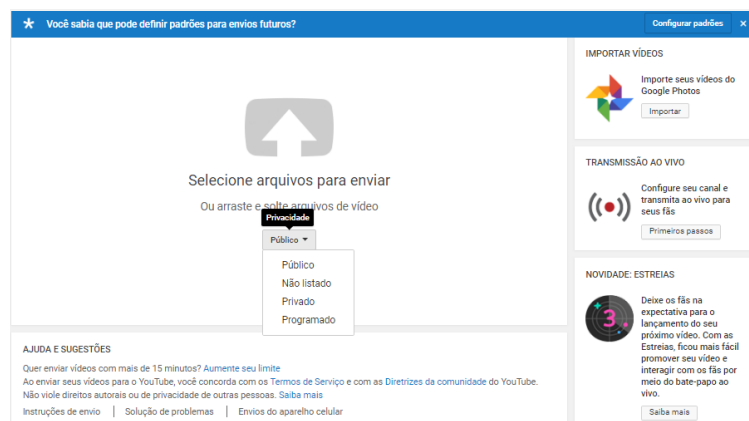 Você sabia que pode definir padrões para envios futuros?
Configurar padrões ×
Selecione arquivos para enviar
Ou arraste e solte arquivos de vídeo
Privacidade
Público
Público
Não listado
Privado
Programado
AJUDA E SUGESTÕES
Quer enviar vídeos com mais de 15 minutos? Aumente seu limite
Ao enviar seus vídeos para o YouTube, você concorda com os Termos de Serviço e com as Diretrizes da comunidade do YouTube.
Não viole direitos autorais ou de privacidade de outras pessoas. Saiba mais
Instruções de envio | Solução de problemas | Envios do aparelho celular
IMPORTAR VÍDEOS
Importe seus vídeos do
Google Photos
Importar
TRANSMISSÃO AO VIVO
Configure seu canal e
transmita ao vivo para
seus fãs
Primeiros passos
NOVIDADE: ESTREIAS
3
Deixe os fãs na
expectativa para o
lançamento do seu
próximo vídeo. Com as
Estreias, ficou mais fácil
promover seu vídeo e
interagir com os fãs por
meio do bate-papo ao
vivo.
Saiba mais